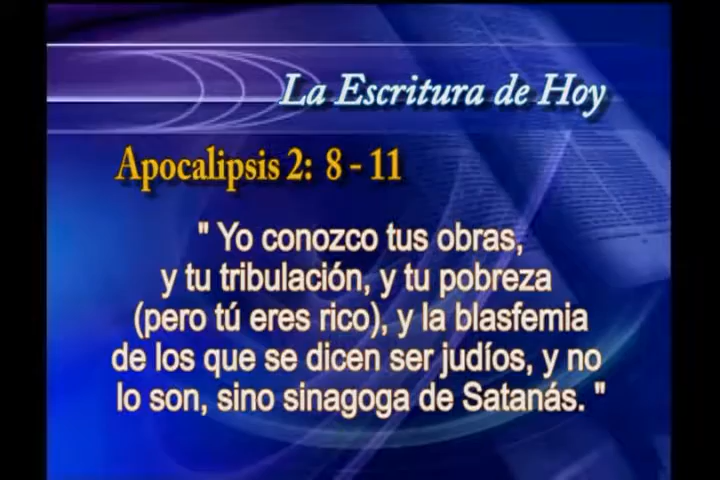 La Escritura de Hoy
Apocalipsis 2: 8 - 11
" Yo conozco tus obras,
y tu tribulación, y tu pobreza
(pero tú eres rico), y la blasfemia
de los que se dicen ser judíos, y no
lo son, sino sinagoga de Satanás. "